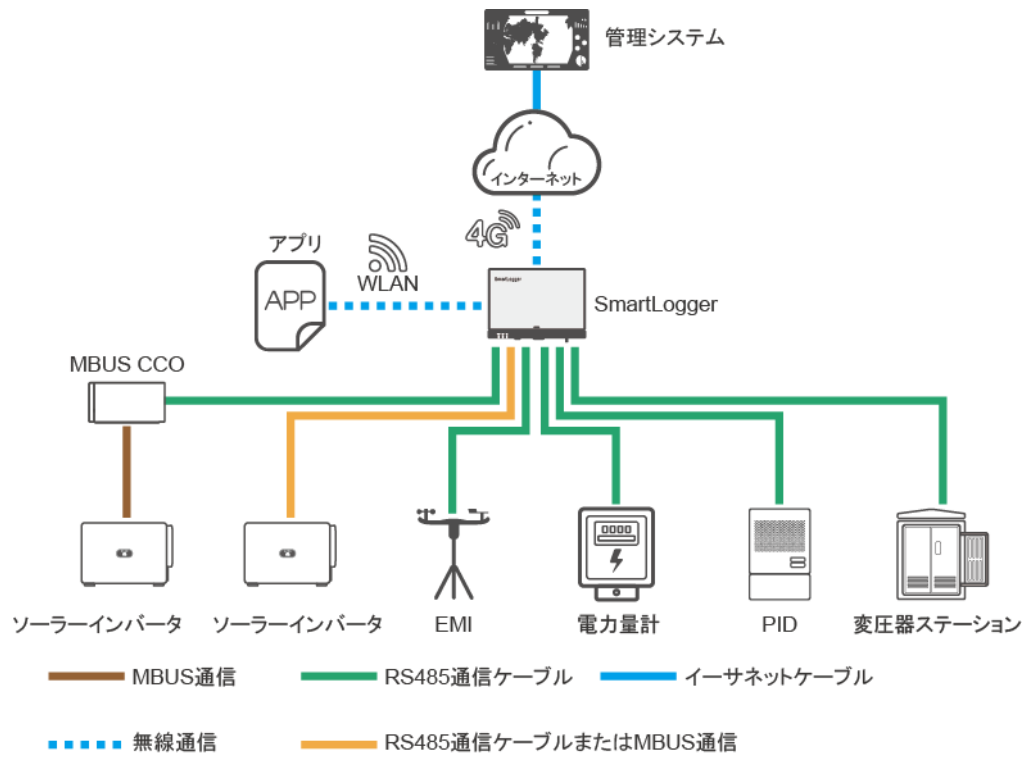 管理システム
インターネット
4G
アプリ
WLAN
APP
SmartLogger
SmartLogger
MBUS CCO
ソーラーインバータ
ソーラーインバータ
EMI
電力量計
PID
変圧器ステーション
MBUS通信
RS485通信ケーブル
イーサネットケーブル
無線通信
RS485通信ケーブルまたはMBUS通信